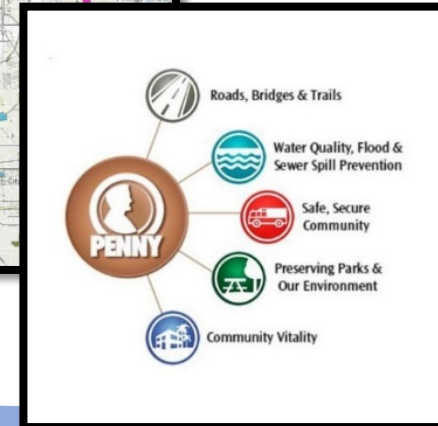 Roads, Bridges & Trails
Water Quality, Flood &
Sewer Spill Prevention
Safe, Secure
Community
PENNY
Preserving Parks &
Our Environment
Community Vitality